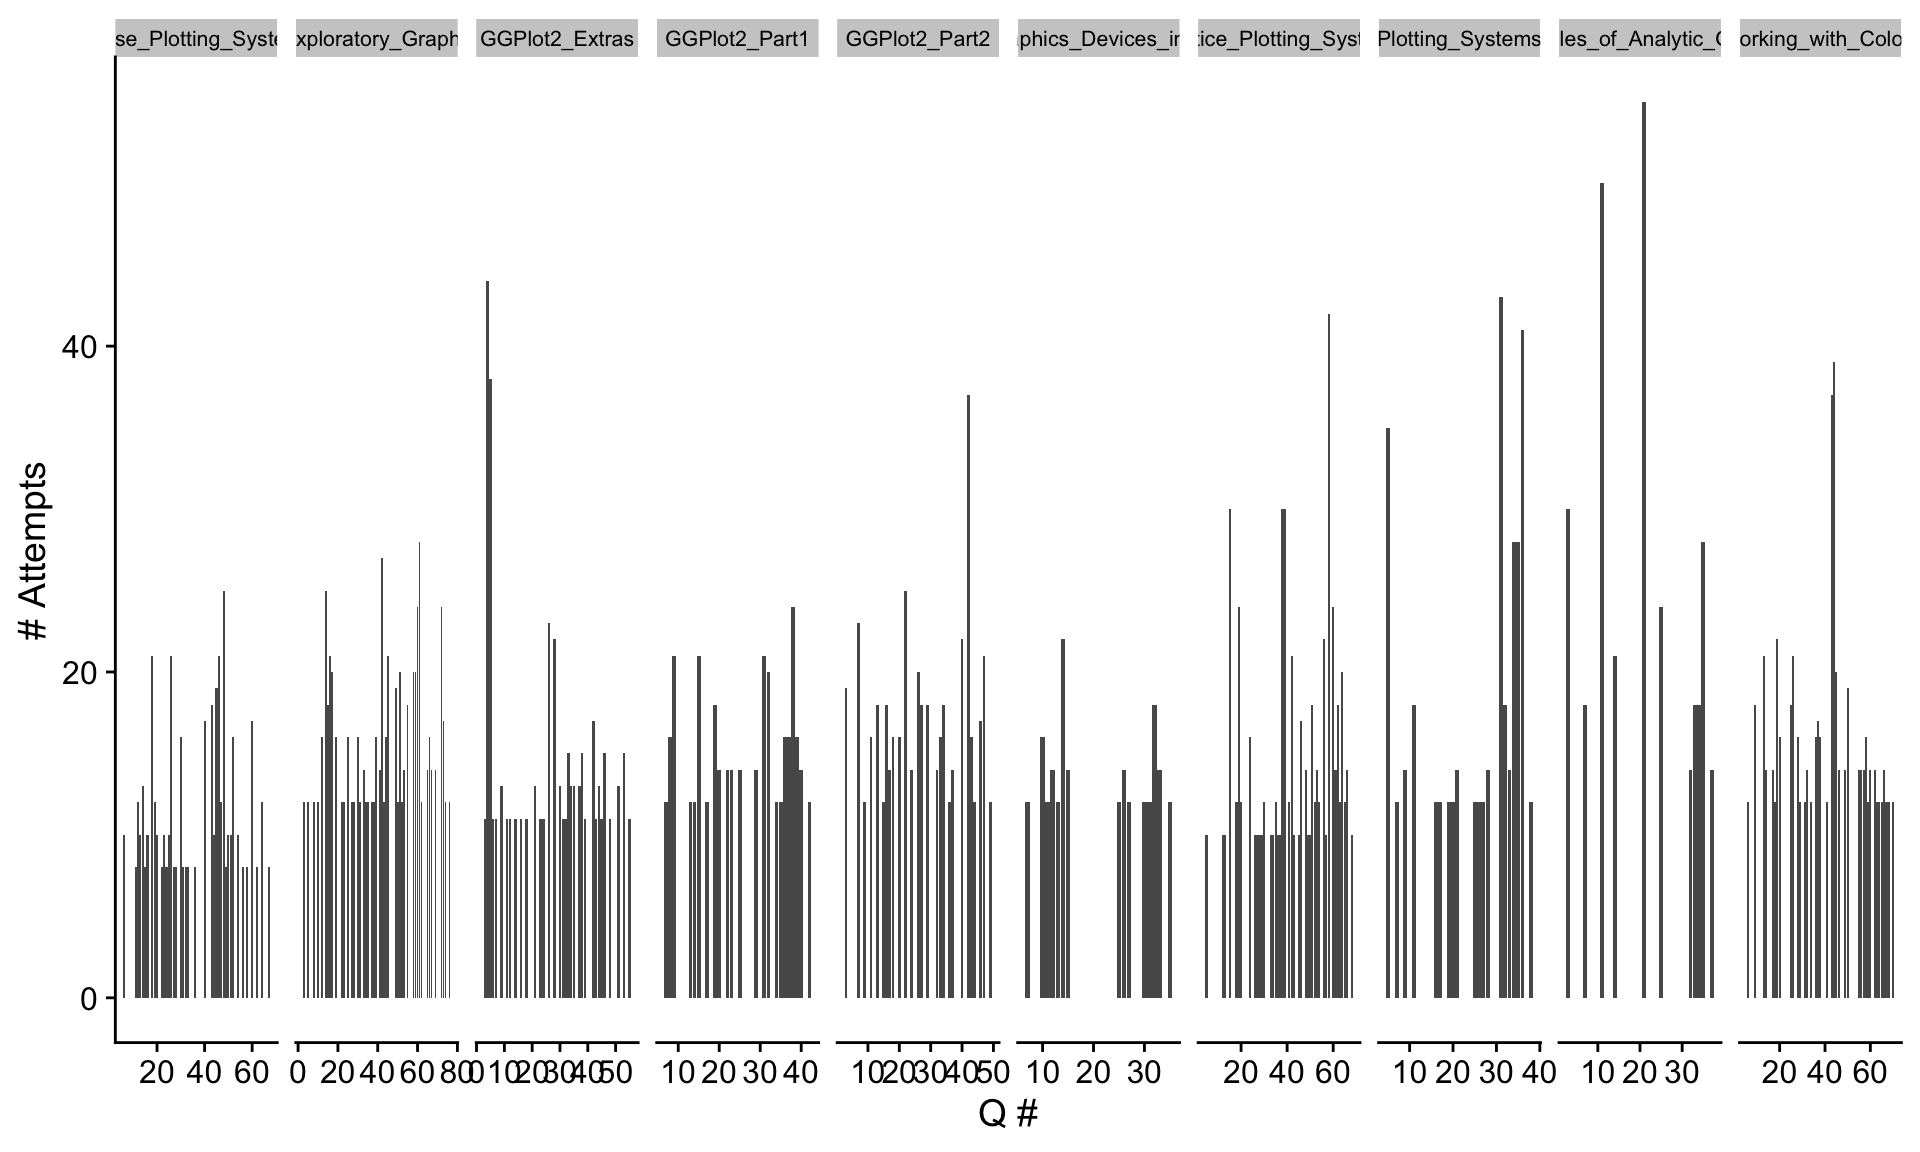 se_Plotting_Syste xploratory_Graph GGPlot2_Extras GGPlot2_Part1 GGPlot2_Part2 phics_Devices_in tice_Plotting_Syst Plotting_Systems les_of_Analytic_G orking_with_Colo
# Attempts
40
20
0
20 40 60 0 20 40 60 80 0 10 20 30 40 50 10 20 30 40 10 20 30 40 50 10 20 30 20 40 60 10 20 30 40 10 20 30 20 40 60
Q #